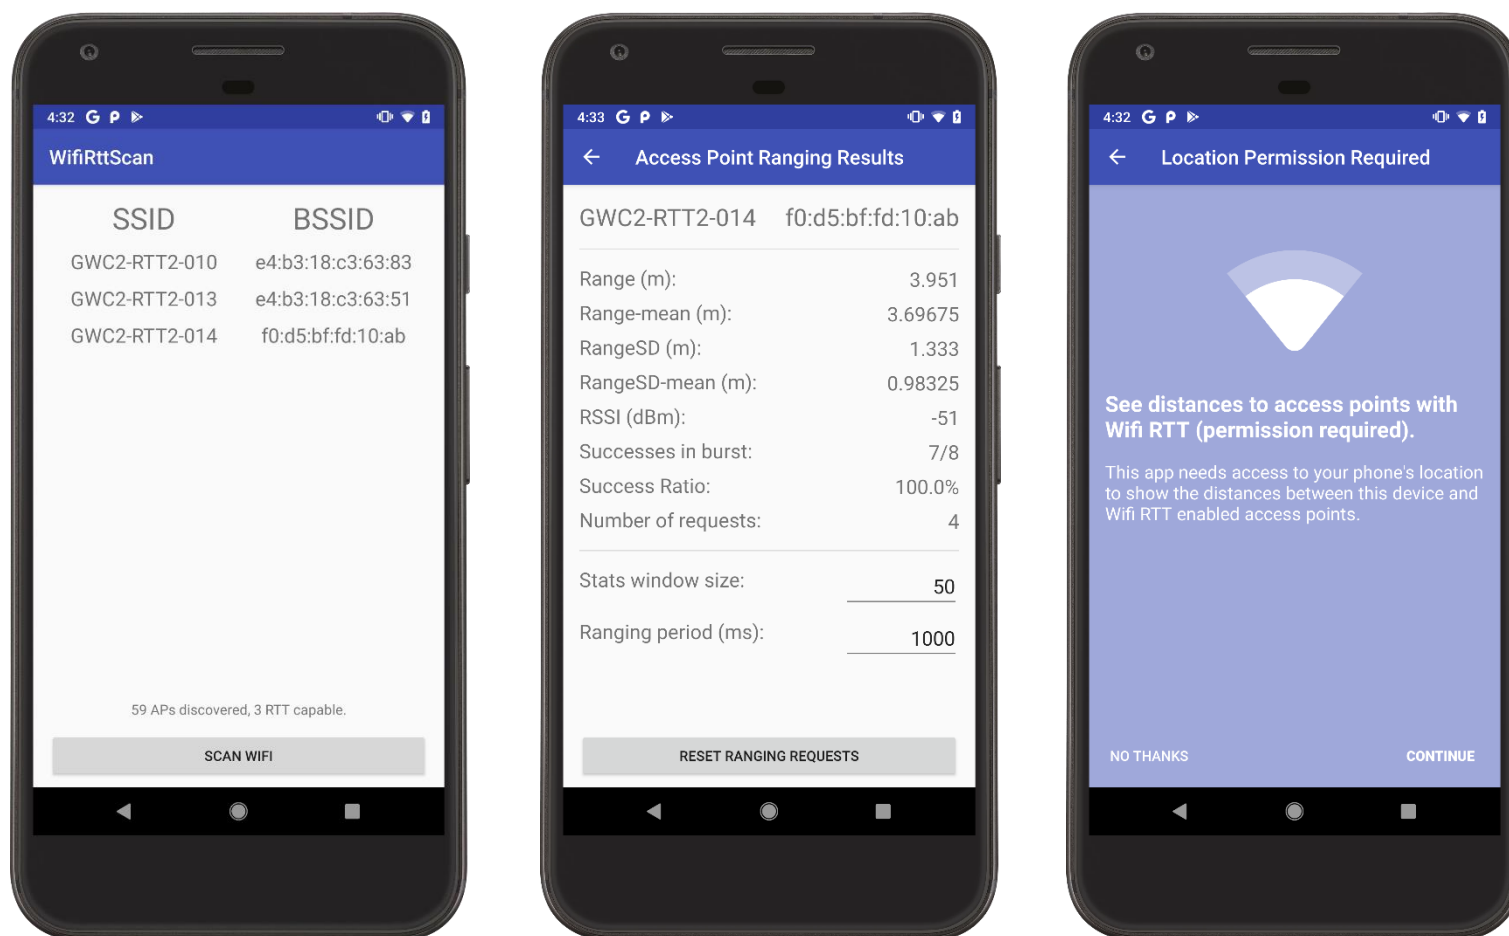 4:32
WifiRttScan
SSID BSSID
GWC2-RTT2-010 e4:b3:18:c3:63:83
GWC2-RTT2-013 e4:b3:18:c3:63:51
GWC2-RTT2-014 f0:d5:bf:fd:10:ab
59 APs discovered, 3 RTT capable.
SCAN WIFI
4:33
Access Point Ranging Results
GWC2-RTT2-014 f0:d5:bf:fd:10:ab
Range (m): 3.951
Range-mean (m): 3.69675
RangeSD (m): 1.333
RangeSD-mean (m): 0.98325
RSSI (dBm): -51
Successes in burst: 7/8
Success Ratio: 100.0%
Number of requests: 4
Stats window size: 50
Ranging period (ms): 1000
RESET RANGING REQUESTS
4:32
Location Permission Required
See distances to access points with
Wifi RTT (permission required).
This app needs access to your phone's location
to show the distances between this device and
Wifi RTT enabled access points.
NO THANKS CONTINUE